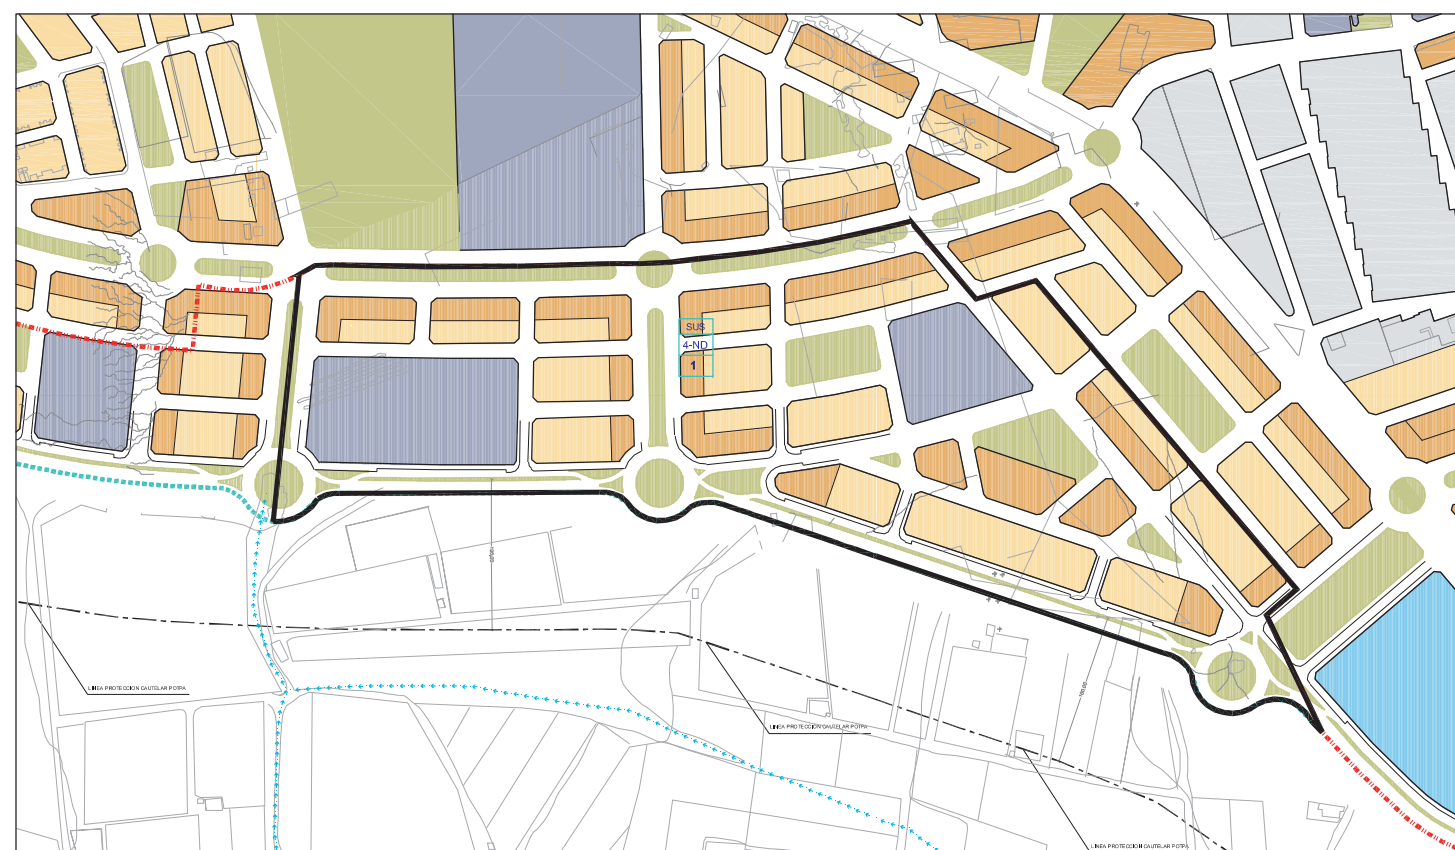 SUS
4-ND
1
LINEA PROTECCION CAUTELAR POTPA
LINEA PROTECCION CAUTELAR POTPA
LINEA PROTECCION CAUTELAR POTPA